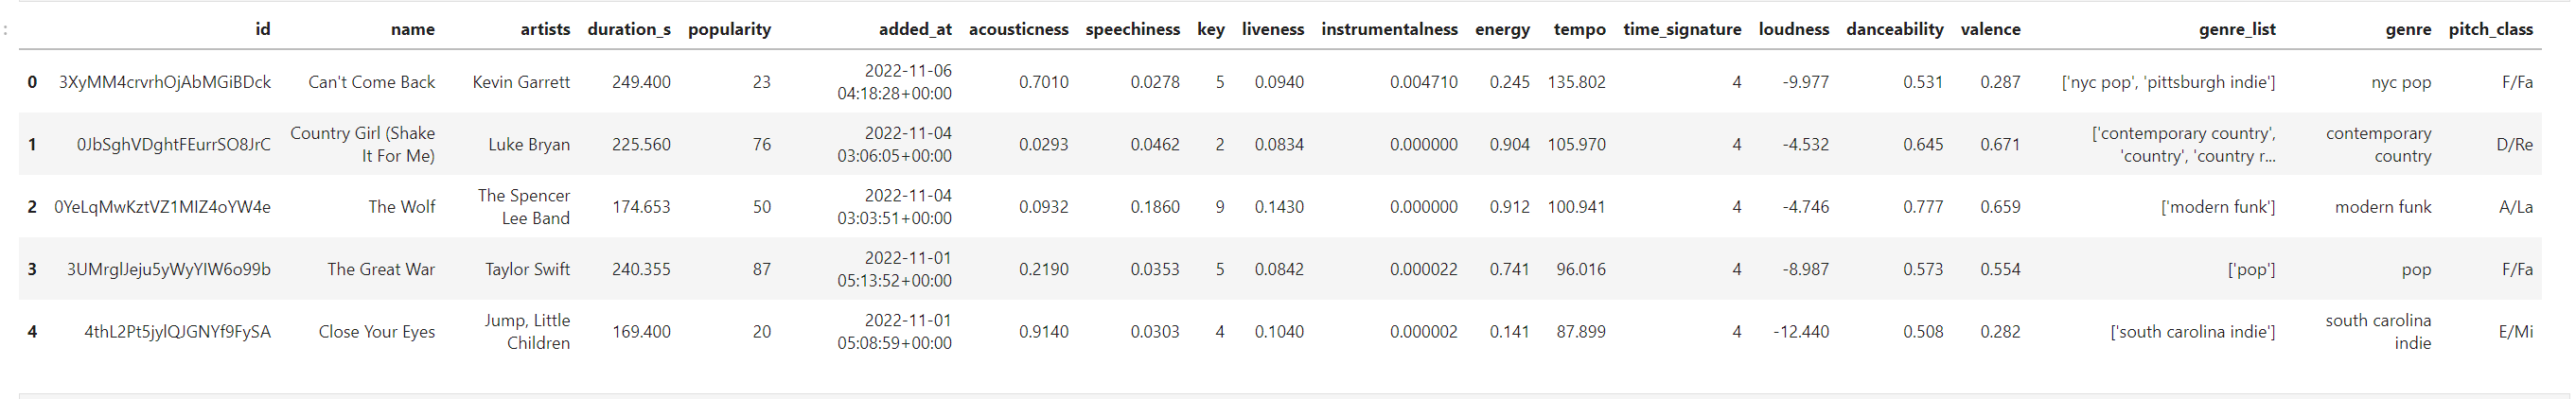 : id name artists duration_s popularity added_at acousticness speechiness key liveness instrumentalness energy tempo time_signature loudness danceability valence genre_list genre pitch_class
0 3XyMM4crvrhOjAbMGiBDck Can't Come Back Kevin Garrett 249.400 23 2022-11-06 0.7010 0.0278 5 0.0940 0.004710 0.245 135.802 4 -9.977 0.531 0.287 ['nyc pop', 'pittsburgh indie'] nyc pop F/Fa
04:18:28+00:00
Country Girl (Shake 2022-11-04 ['contemporary country', contemporary
1 0JbSghVDghtFEurrSO8JrC Luke Bryan 225.560 76 0.0293 0.0462 2 0.0834 0.000000 0.904 105.970 4 -4.532 0.645 0.671 D/Re
It For Me) 03:06:05+00:00 'country', 'country r... country
The Spencer 2022-11-04
2 0YeLqMwKztVZ1MIZ4oYW4e The Wolf 174.653 50 0.0932 0.1860 9 0.1430 0.000000 0.912 100.941 4 -4.746 0.777 0.659 ['modern funk'] modern funk A/La
Lee Band 03:03:51+00:00
2022-11-01
3 3UMrglJeju5yWyYIW6o99b The Great War Taylor Swift 240.355 87 0.2190 0.0353 5 0.0842 0.000022 0.741 96.016 4 -8.987 0.573 0.554 ['pop'] pop F/Fa
05:13:52+00:00
Jump, Little 2022-11-01 south carolina
4 4thL2Pt5jylQJGNYf9FySA Close Your Eyes 169.400 20 0.9140 0.0303 4 0.1040 0.000002 0.141 87.899 4 -12.440 0.508 0.282 ['south carolina indie'] E/Mi
Children 05:08:59+00:00 indie